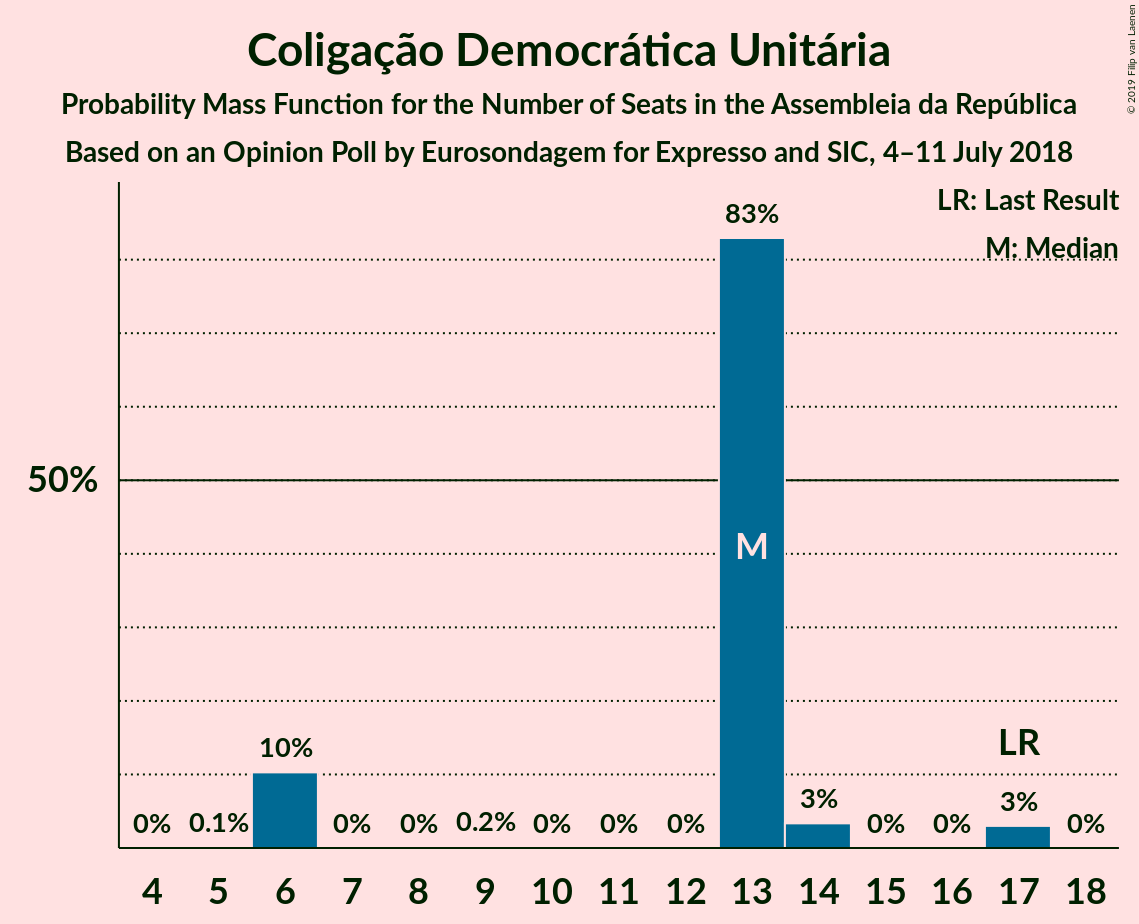 Coligação Democrática Unitária
Probability Mass Function for the Number of Seats in the Assembleia da República
Based on an Opinion Poll by Eurosondagem for Expresso and SIC, 4–11 July 2018
© 2019 Filip van Laenen
LR: Last Result
M: Median
83%
50%
M
LR
10%
3%
3%
0% 0.1% 0% 0% 0.2% 0% 0% 0% 0% 0% 0%
4 5 6 7 8 9 10 11 12 13 14 15 16 17 18